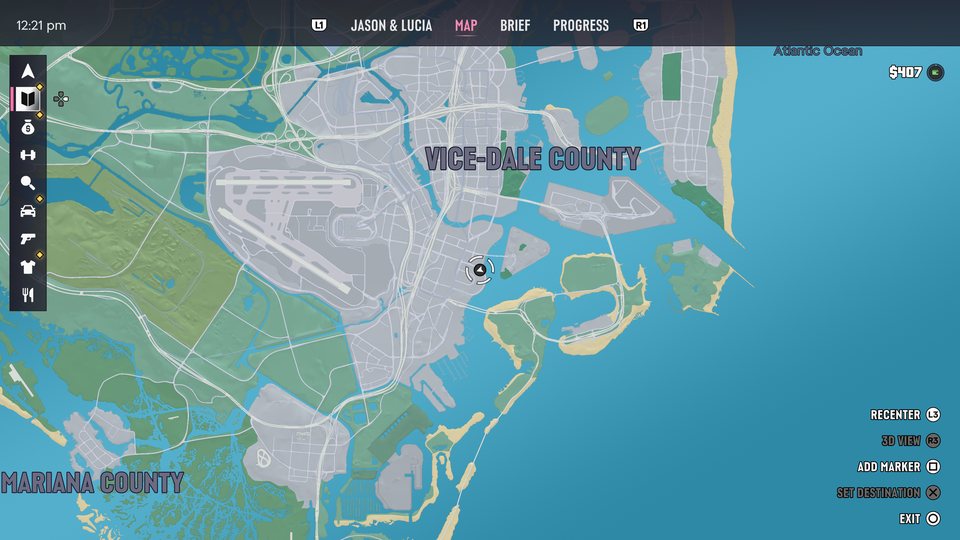 12:21 pm
L1 JASON & LUCIA MAP BRIEF PROGRESS R1
Atlantic Ocean
$407
VICE-DALE COUNTY
MARIANA COUNTY
RECENTER L3
3D VIEW R3
ADD MARKER
SET DESTINATION
EXIT